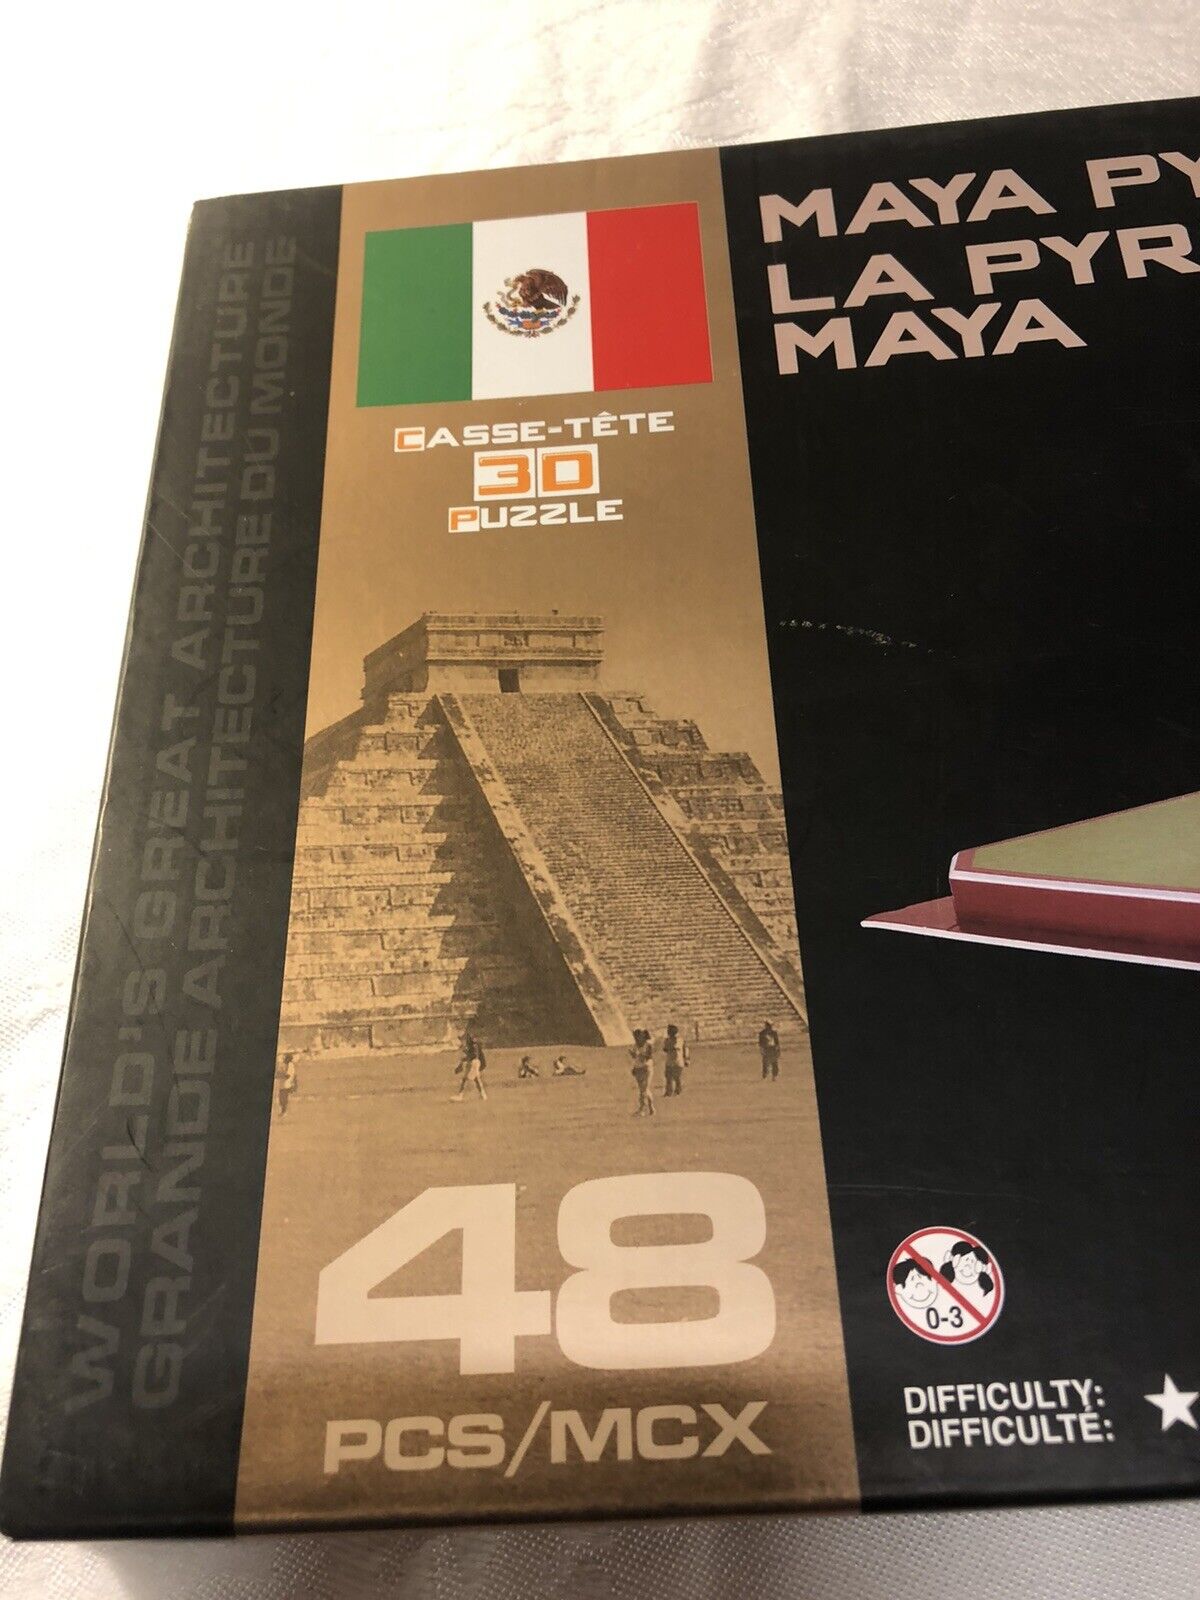 WORLD'S GREAT ARCHITECTURE
GRANDE ARCHITECTURE DU MONDE
CASSE-TÊTE
3D
PUZZLE
MAYA PY
LA PYR
MAYA
48
PCS/MCX
0-3
DIFFICULTY:
DIFFICULTÉ: